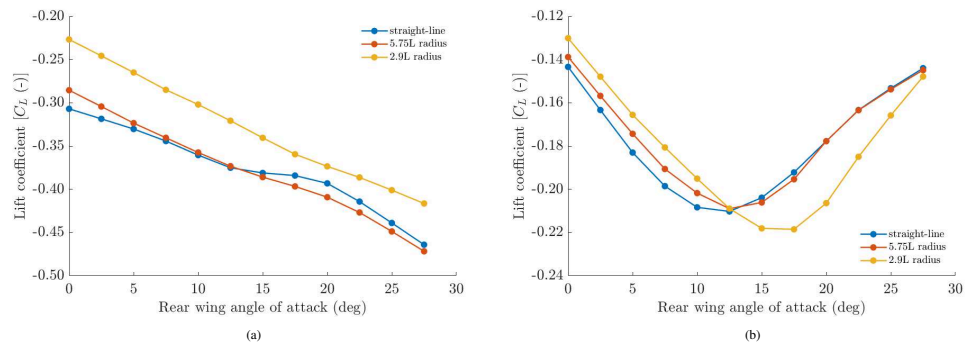 -0.20
-0.25
-0.30
-0.35
-0.40
-0.45
-0.50
Lift coefficient [C_L (-)]
0 5 10 15 20 25 30
Rear wing angle of attack (deg)
straight-line
5.75L radius
2.9L radius
(a)
-0.12
-0.14
-0.16
-0.18
-0.20
-0.22
-0.24
Lift coefficient [C_L (-)]
0 5 10 15 20 25 30
Rear wing angle of attack (deg)
straight-line
5.75L radius
2.9L radius
(b)